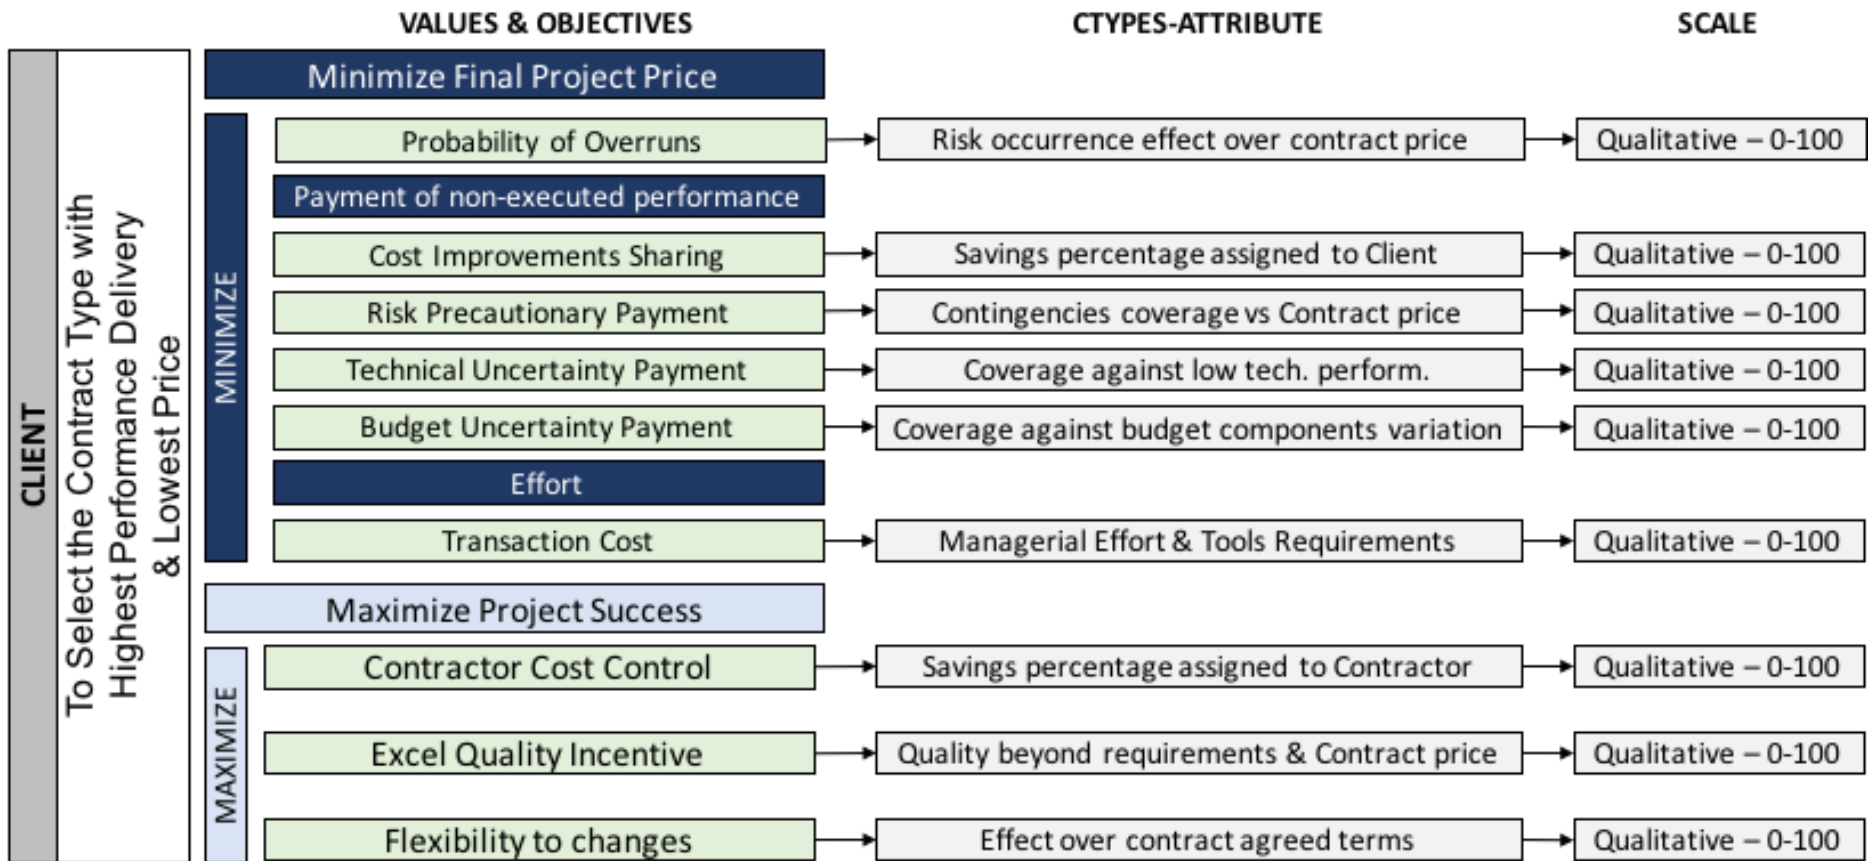 VALUES & OBJECTIVES
CTYPES-ATTRIBUTE
SCALE
CLIENT
To Select the Contract Type with
Highest Performance Delivery
& Lowest Price
Minimize Final Project Price
MINIMIZE
Probability of Overruns
Risk occurrence effect over contract price
Qualitative – 0-100
Payment of non-executed performance
Cost Improvements Sharing
Savings percentage assigned to Client
Qualitative – 0-100
Risk Precautionary Payment
Contingencies coverage vs Contract price
Qualitative – 0-100
Technical Uncertainty Payment
Coverage against low tech. perform.
Qualitative – 0-100
Budget Uncertainty Payment
Coverage against budget components variation
Qualitative – 0-100
Effort
Transaction Cost
Managerial Effort & Tools Requirements
Qualitative – 0-100
Maximize Project Success
MAXIMIZE
Contractor Cost Control
Savings percentage assigned to Contractor
Qualitative – 0-100
Excel Quality Incentive
Quality beyond requirements & Contract price
Qualitative – 0-100
Flexibility to changes
Effect over contract agreed terms
Qualitative – 0-100